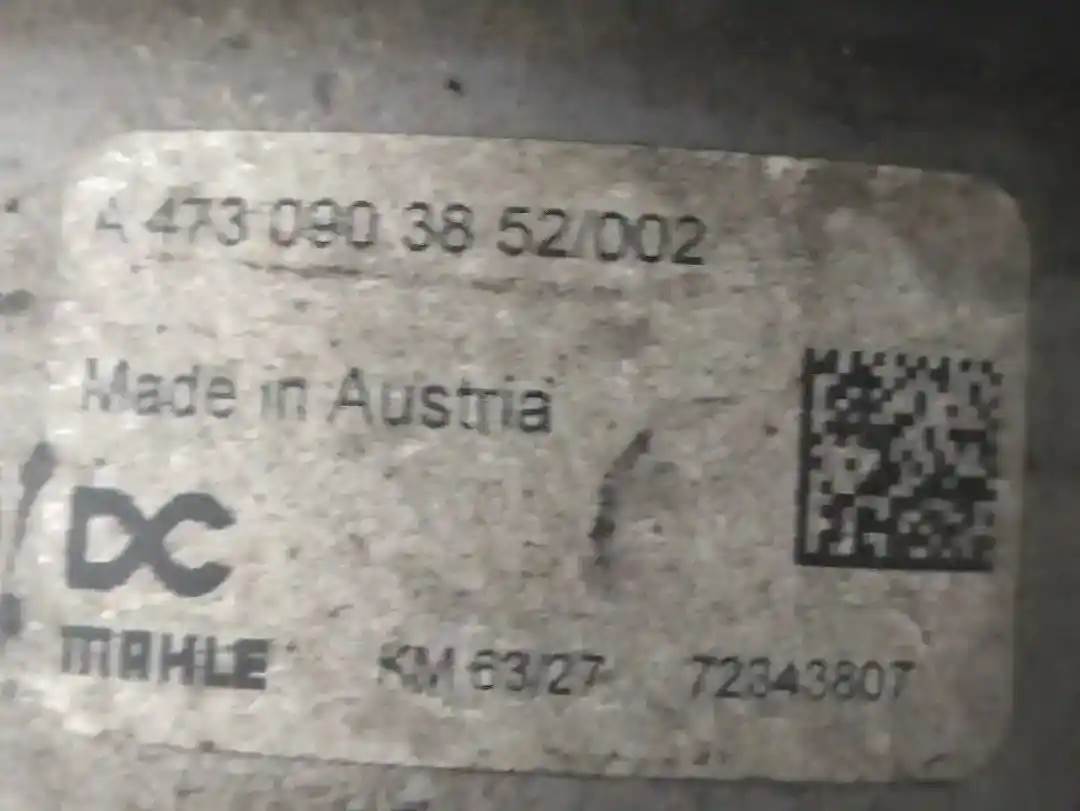 A 473 090 38 52/002
Made in Austria
DC
MAHLE KM 63/27 72343807